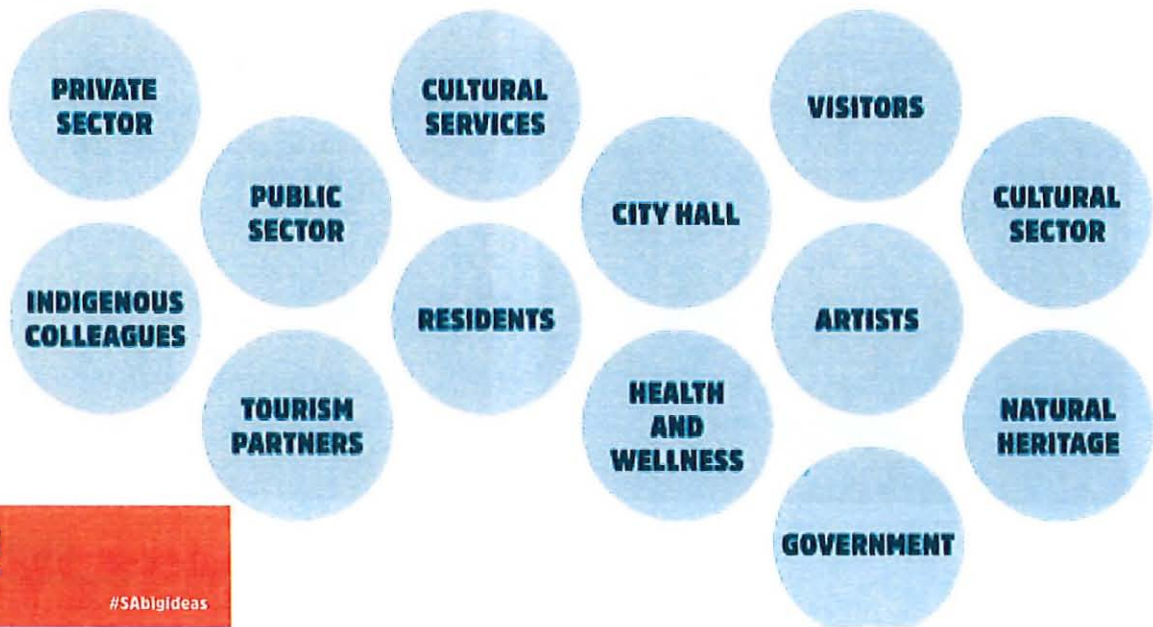 PRIVATE
SECTOR
CULTURAL
SERVICES
VISITORS
PUBLIC
SECTOR
CITY HALL
CULTURAL
SECTOR
INDIGENOUS
COLLEAGUES
RESIDENTS
ARTISTS
TOURISM
PARTNERS
HEALTH
AND
WELLNESS
NATURAL
HERITAGE
GOVERNMENT
#SAbigideas